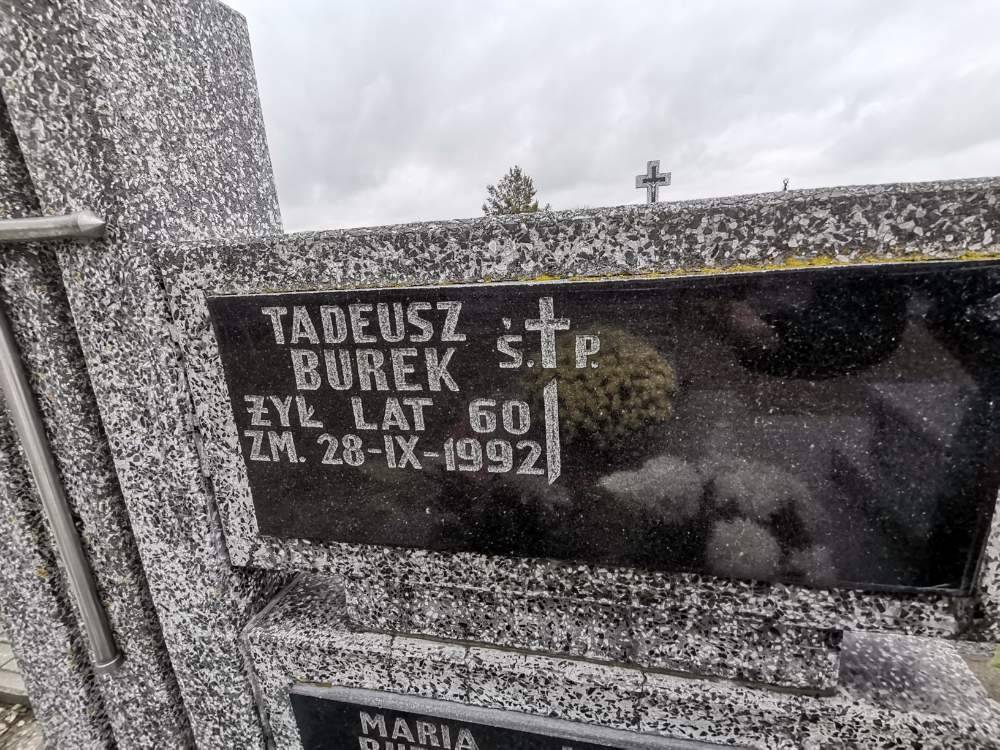 TADEUSZ
BUREK
Ś. P.
ŻYŁ LAT 60
ZM. 28-IX-1992
MARIA